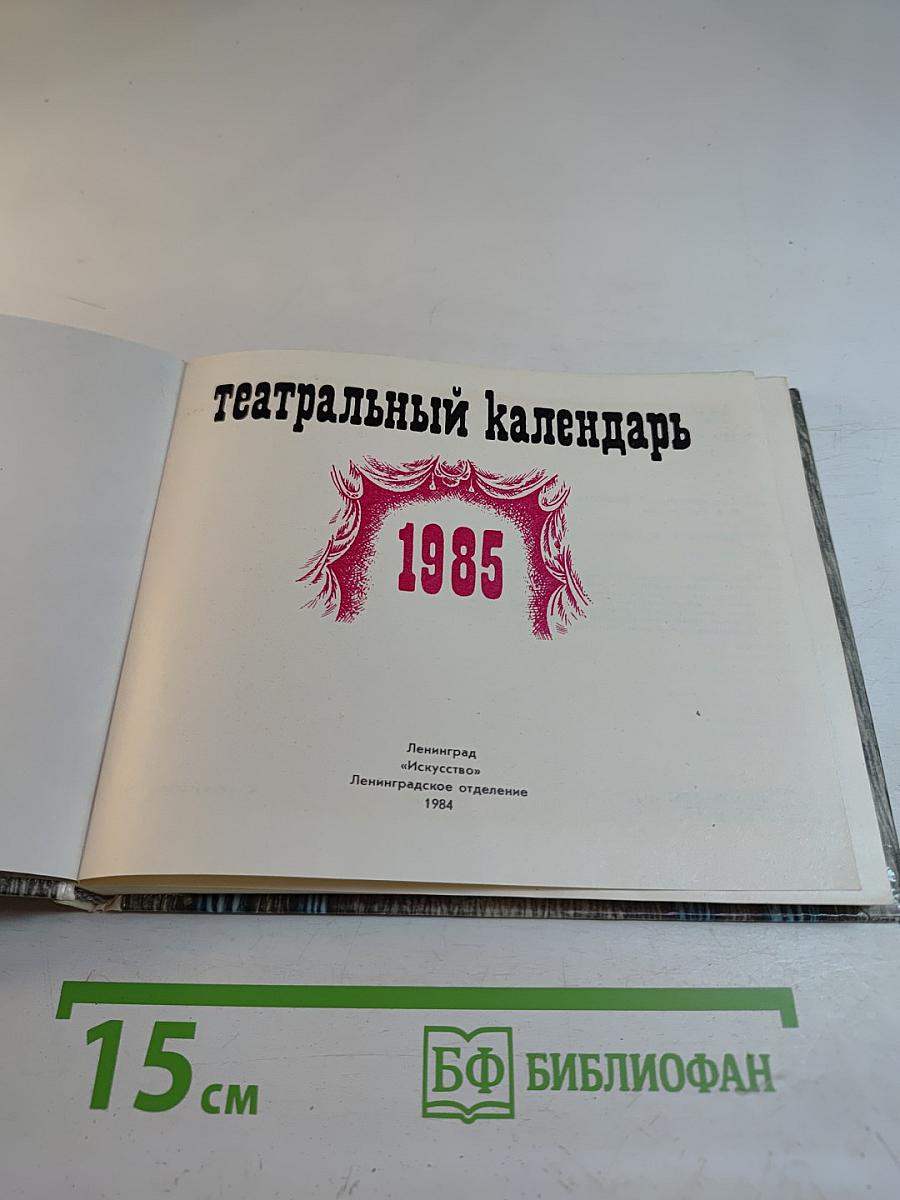 театральный календарь
1985
Ленинград
«Искусство»
Ленинградское отделение
1984
15 см
БФ БИБЛИОФАН